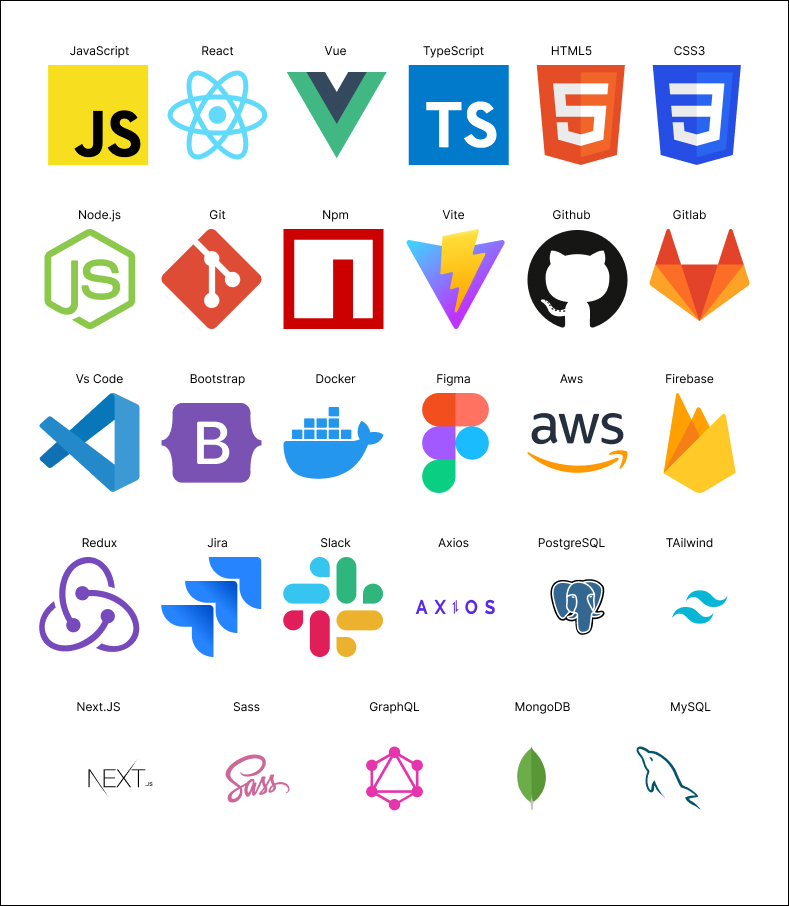 JavaScript React Vue TypeScript HTML5 CSS3
JS TS 5 3
Node.js Git Npm Vite Github Gitlab
JS
Vs Code Bootstrap Docker Figma Aws Firebase
B aws
Redux Jira Slack Axios PostgreSQL TAilwind
AXIOS
Next.JS Sass GraphQL MongoDB MySQL
NEXT.JS Sass